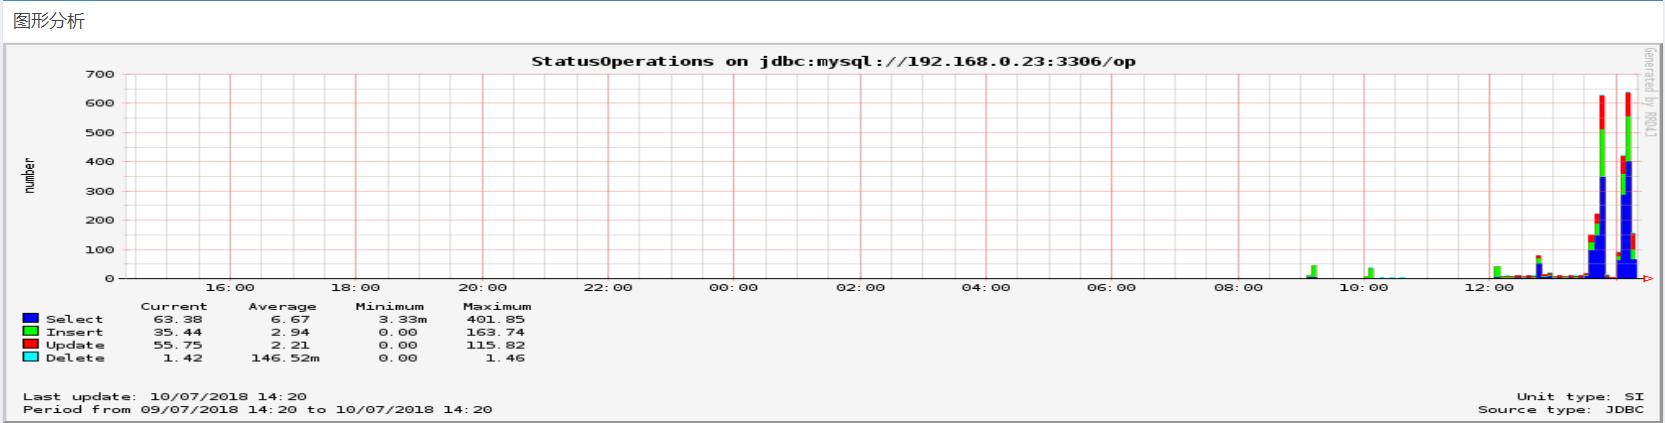 图形分析
StatusOperations on jdbc:mysql://192.168.0.23:3306/op
Generated by RRD4J
number
700
600
500
400
300
200
100
0
16:00 18:00 20:00 22:00 00:00 02:00 04:00 06:00 08:00 10:00 12:00
Current Average Minimum Maximum
Select 63.38 6.67 3.33m 401.85
Insert 35.44 2.94 0.00 163.74
Update 55.75 2.21 0.00 115.82
Delete 1.42 146.52m 0.00 1.46
Last update: 10/07/2018 14:20
Period from 09/07/2018 14:20 to 10/07/2018 14:20
Unit type: SI
Source type: JDBC